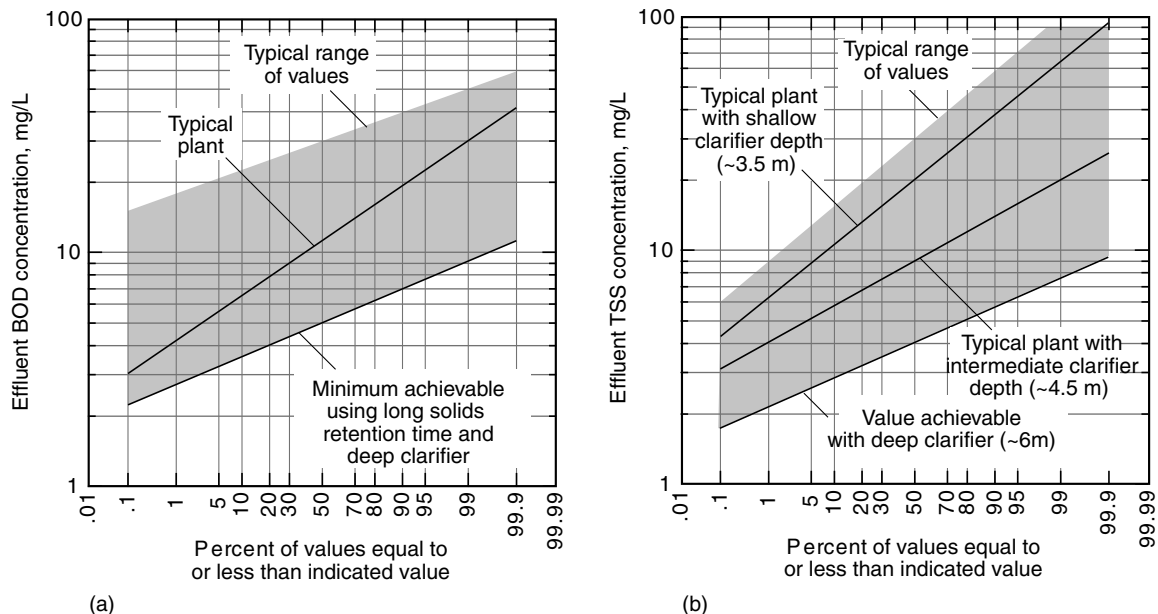 Effluent BOD concentration, mg/L
100
10
1
Typical range
of values
Typical
plant
Minimum achievable
using long solids
retention time and
deep clarifier
.01
.1
1
5
10
20
30
50
70
80
90
95
99
99.9
99.99
Percent of values equal to
or less than indicated value
(a)
Effluent TSS concentration, mg/L
100
10
1
Typical range
of values
Typical plant
with shallow
clarifier depth
(~3.5 m)
Typical plant with
intermediate clarifier
depth (~4.5 m)
Value achievable
with deep clarifier (~6m)
.01
.1
1
5
10
20
30
50
70
80
90
95
99
99.9
99.99
Percent of values equal to
or less than indicated value
(b)